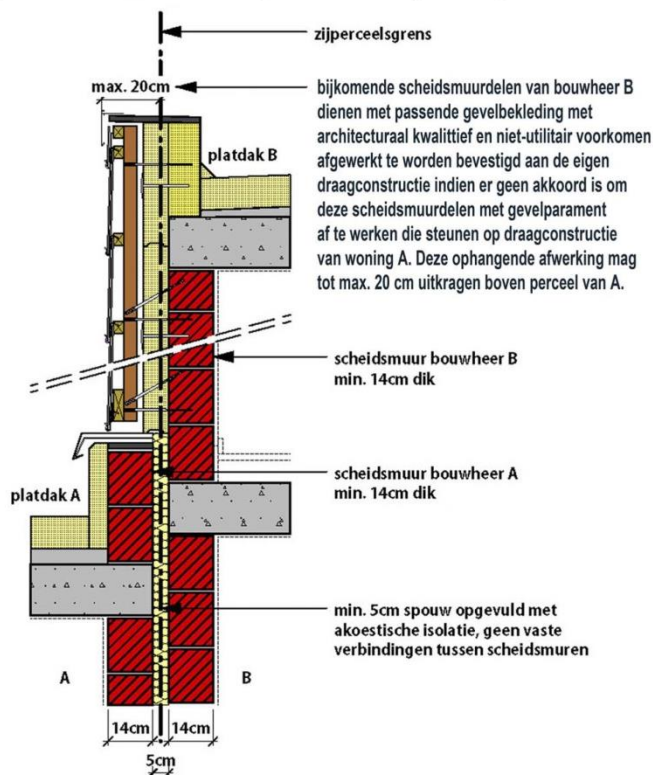 zijperceelsgrens
max. 20cm
bijkomende scheidsmuurdelen van bouwheer B
dienen met passende gevelbekleding met
architecturaal kwalittief en niet-utilitair voorkomen
afgewerkt te worden bevestigd aan de eigen
draagconstructie indien er geen akkoord is om
deze scheidsmuurdelen met gevelparament
af te werken die steunen op draagconstructie
van woning A. Deze ophangende afwerking mag
tot max. 20 cm uitkragen boven perceel van A.
platdak B
scheidsmuur bouwheer B
min. 14cm dik
scheidsmuur bouwheer A
min. 14cm dik
platdak A
min. 5cm spouw opgevuld met
akoestische isolatie, geen vaste
verbindingen tussen scheidsmuren
A
B
14cm
14cm
5cm